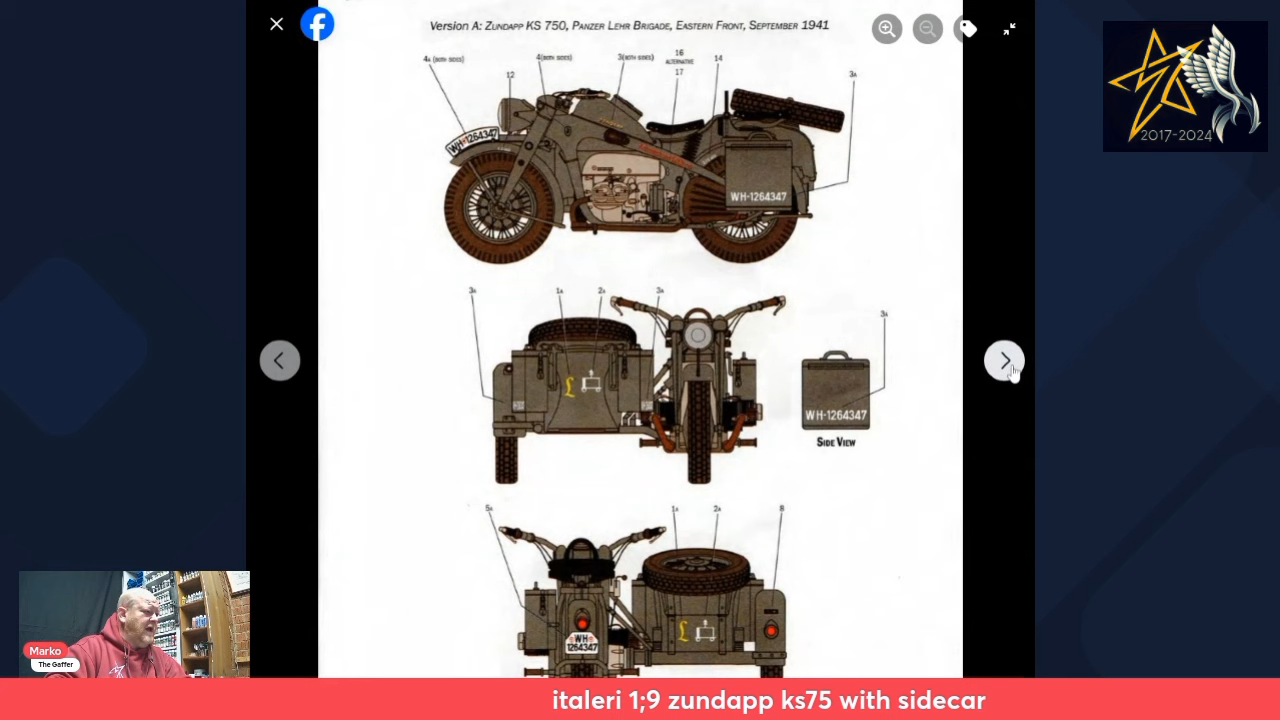 Version A: Zundapp KS 750, Panzer Lehr Brigade, Eastern Front, September 1941
4A (BOTH SIDES)
12
4(BOTH SIDES)
3(BOTH SIDES)
16
ALTERNATIVE
17
14
3A
WH-1264347
WH-1264347
2017-2024
3A
1A
2A
3A
3A
WH-1264347
Side View
5A
1A
2A
8
WH
1264347
Marko
The Gaffer
italeri 1;9 zundapp ks75 with sidecar